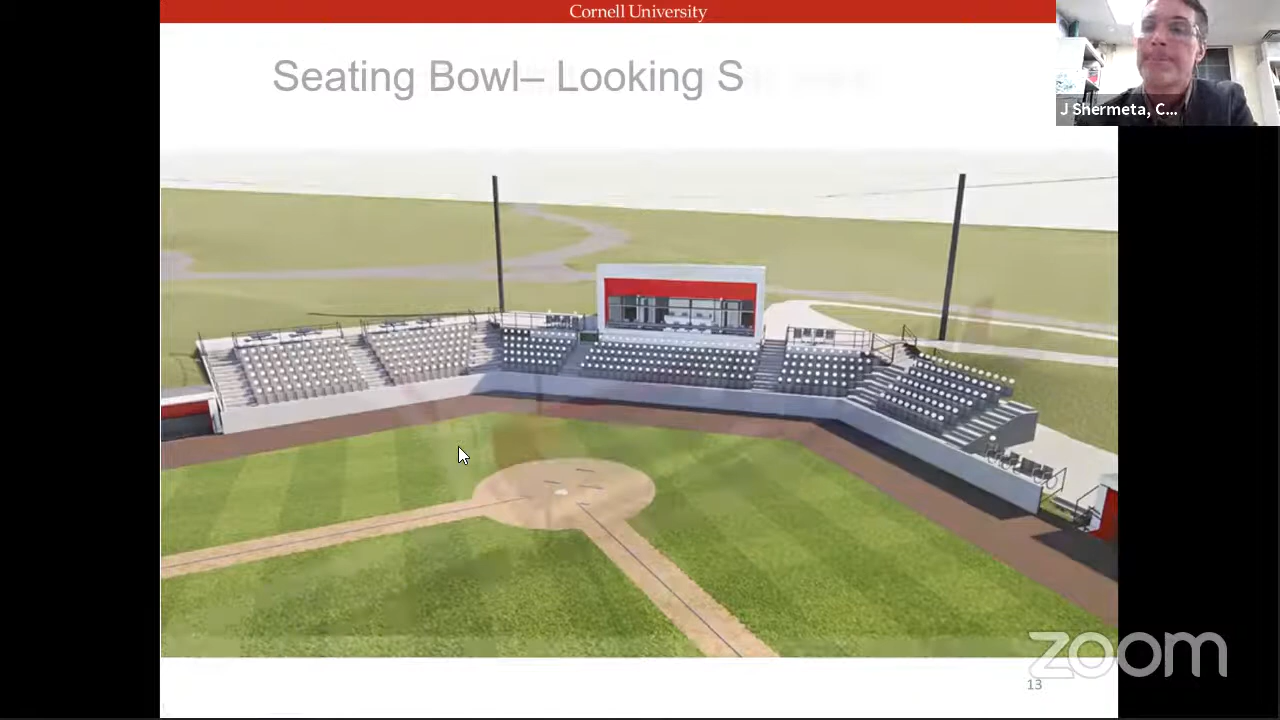 Cornell University
Seating Bowl– Looking S
J Shermeta, C...
zoom
13